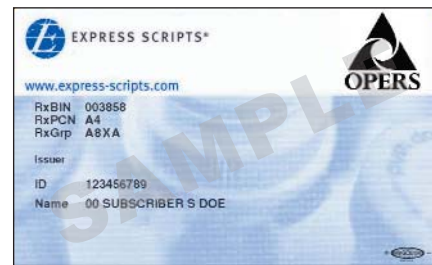 EXPRESS SCRIPTS®
OPERS
www.express-scripts.com
RxBIN 003858
RxPCN A4
RxGrp A8XA
Issuer
ID 123456789
Name 00 SUBSCRIBER S DOE
SAMPLE